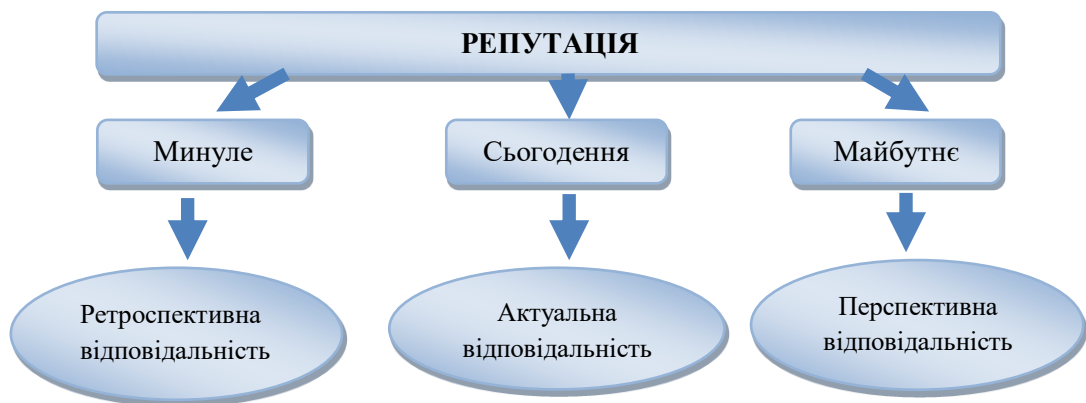 РЕПУТАЦІЯ
Минуле
Сьогодення
Майбутнє
Ретроспективна
відповідальність
Актуальна
відповідальність
Перспективна
відповідальність